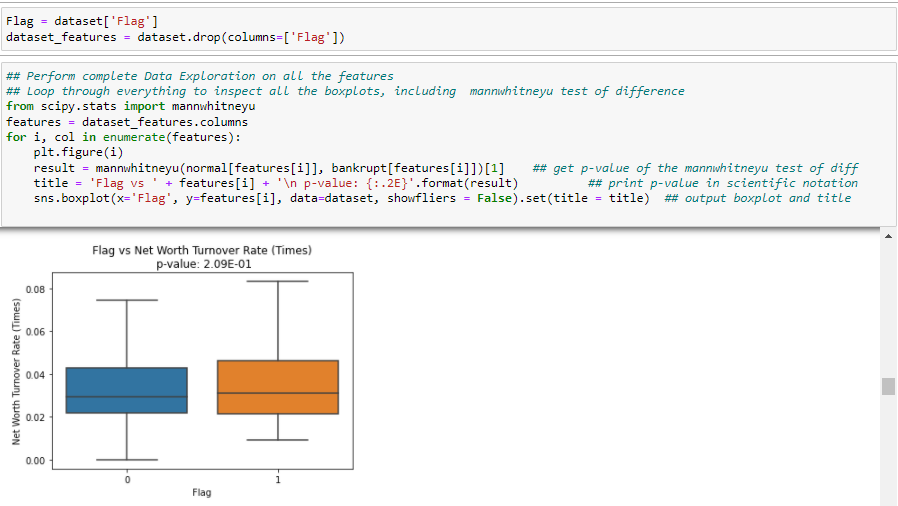 Flag = dataset['Flag']
dataset_features = dataset.drop(columns=['Flag'])
## Perform complete Data Exploration on all the features
## Loop through everything to inspect all the boxplots, including  mannwhitneyu test of difference
from scipy.stats import mannwhitneyu
features = dataset_features.columns
for i, col in enumerate(features):
    plt.figure(i)
    result = mannwhitneyu(normal[features[i]], bankrupt[features[i]])[1]    ## get p-value of the mannwhitneyu test of diff
    title = 'Flag vs ' + features[i] + '\n p-value: {:.2E}'.format(result)          ## print p-value in scientific notation
    sns.boxplot(x='Flag', y=features[i], data=dataset, showfliers = False).set(title = title)  ## output boxplot and title
Flag vs Net Worth Turnover Rate (Times)
p-value: 2.09E-01
Net Worth Turnover Rate (Times)
0.08
0.06
0.04
0.02
0.00
0 1
Flag